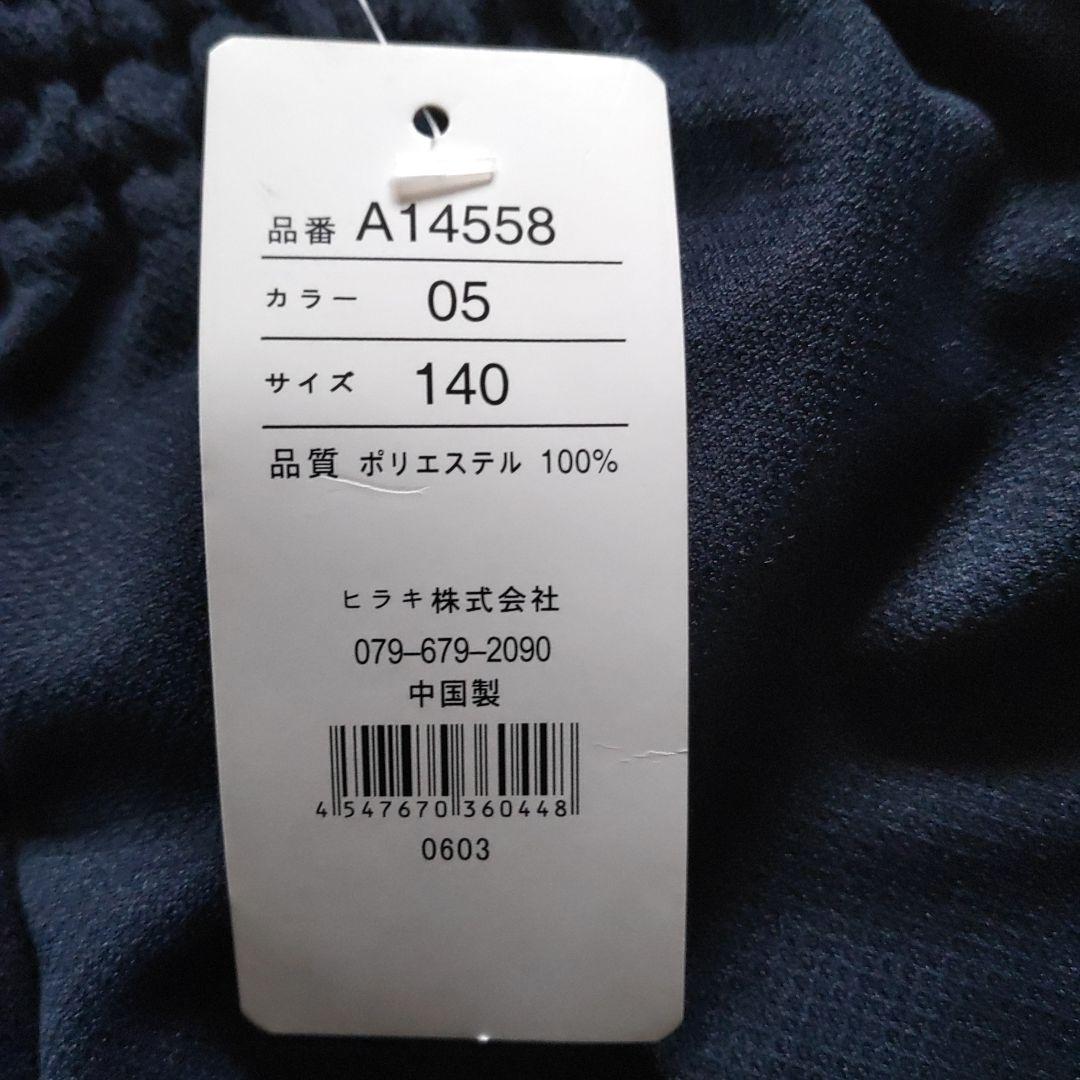 品番 A14558
カラー 05
サイズ 140
品質 ポリエステル 100%
ヒラキ株式会社
079–679–2090
中国製
4 547670 360448
0603